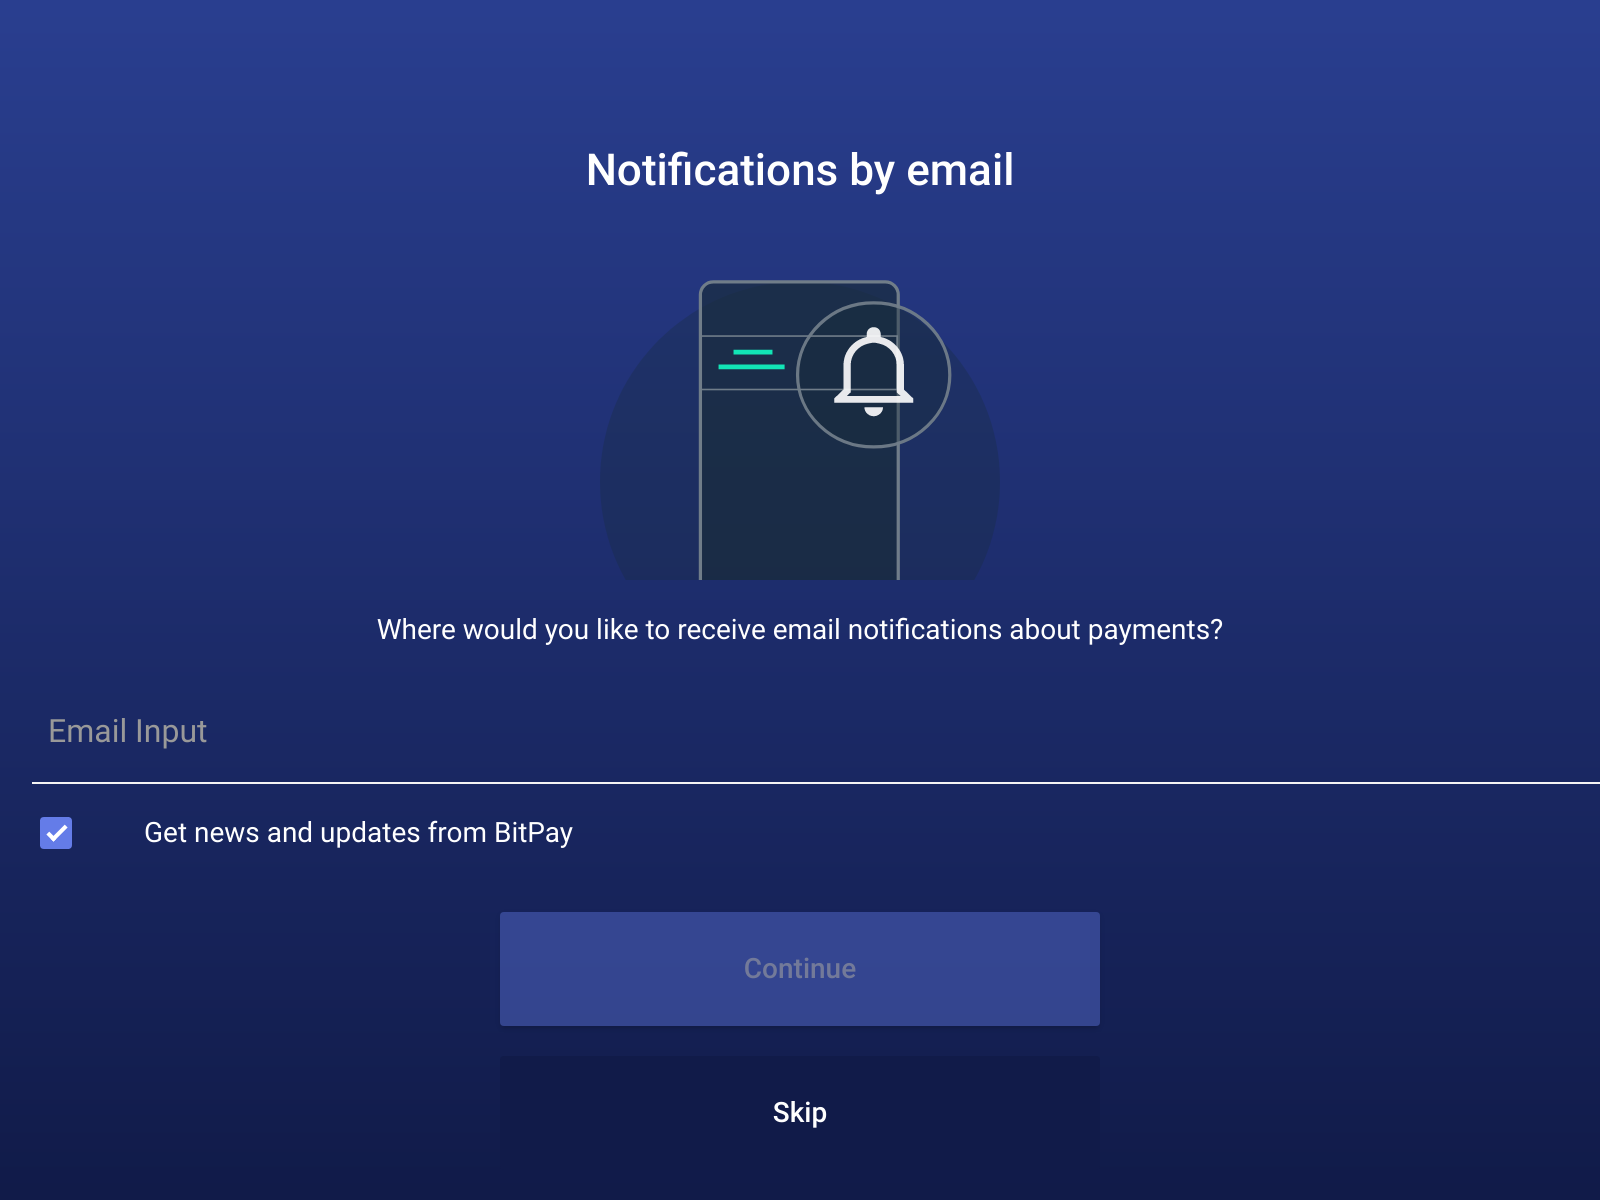 Notifications by email
Where would you like to receive email notifications about payments?
Email Input
Get news and updates from BitPay
Continue
Skip